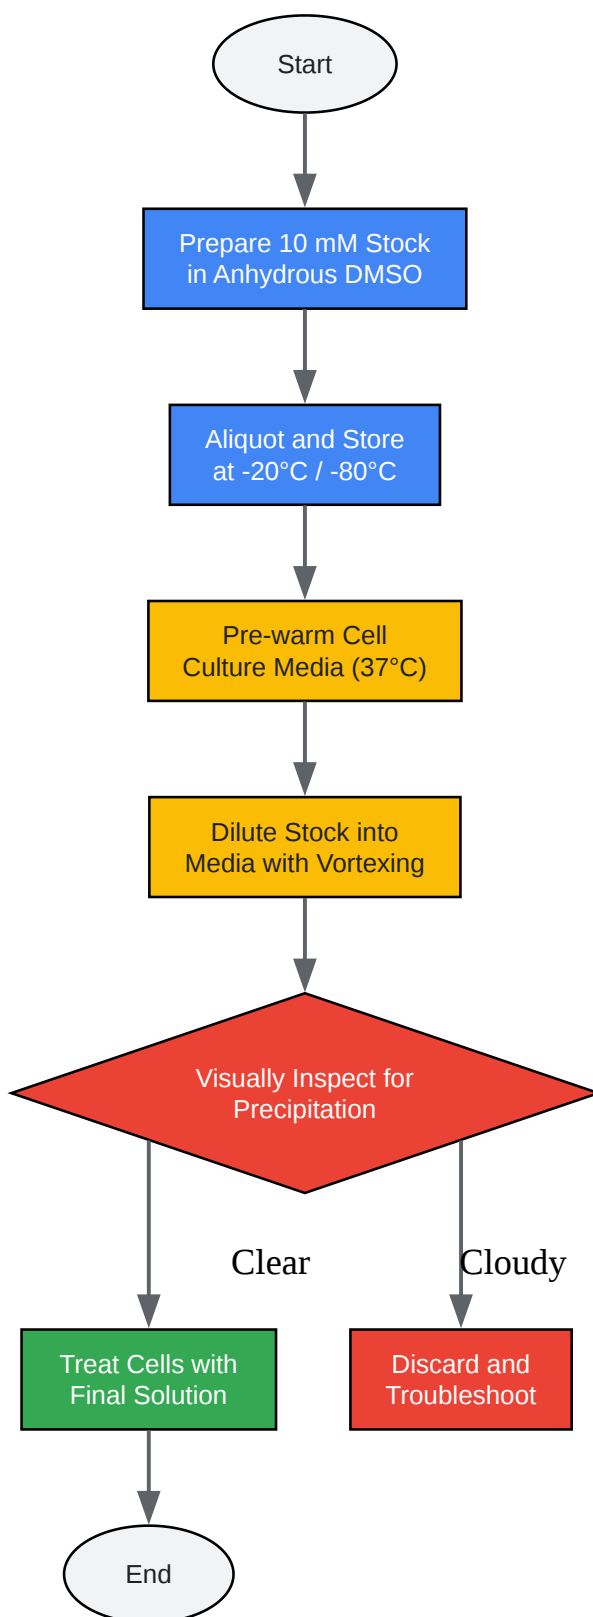 Start
Prepare 10 mM Stock
in Anhydrous DMSO
Aliquot and Store
at -20°C / -80°C
Pre-warm Cell
Culture Media (37°C)
Dilute Stock into
Media with Vortexing
Visually Inspect for
Precipitation
Clear
Cloudy
Treat Cells with
Final Solution
Discard and
Troubleshoot
End